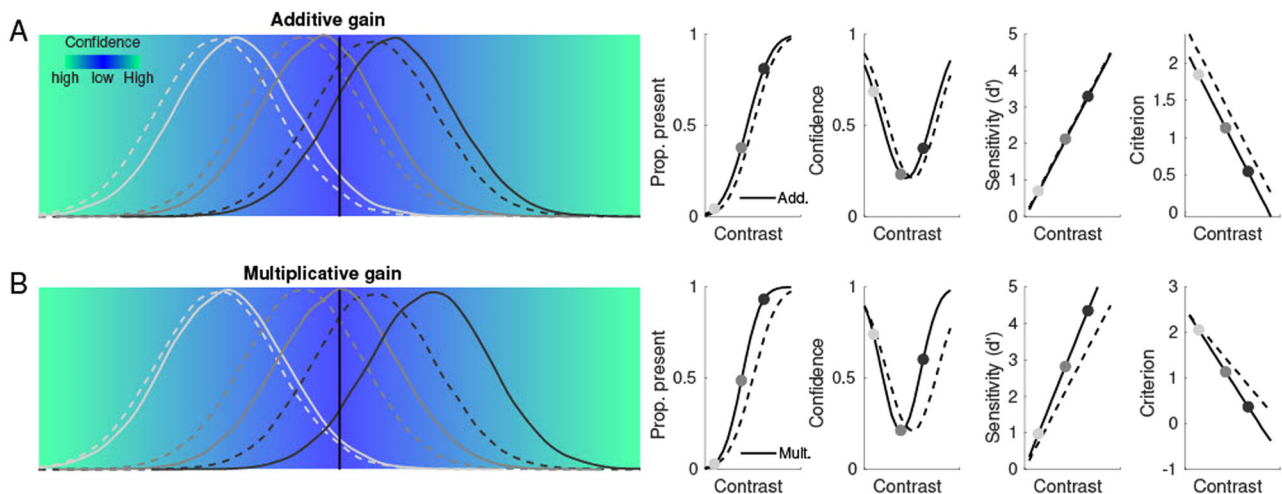 A
Additive gain
Confidence
high low High
Prop. present
1
0.5
0
Add.
Contrast
Confidence
1
0.5
0
Contrast
Sensitivity (d')
5
4
3
2
1
0
Contrast
Criterion
2
1.5
1
0.5
0
Contrast
B
Multiplicative gain
Prop. present
1
0.5
0
Mult.
Contrast
Confidence
1
0.5
0
Contrast
Sensitivity (d')
5
4
3
2
1
0
Contrast
Criterion
3
2
1
0
-1
Contrast